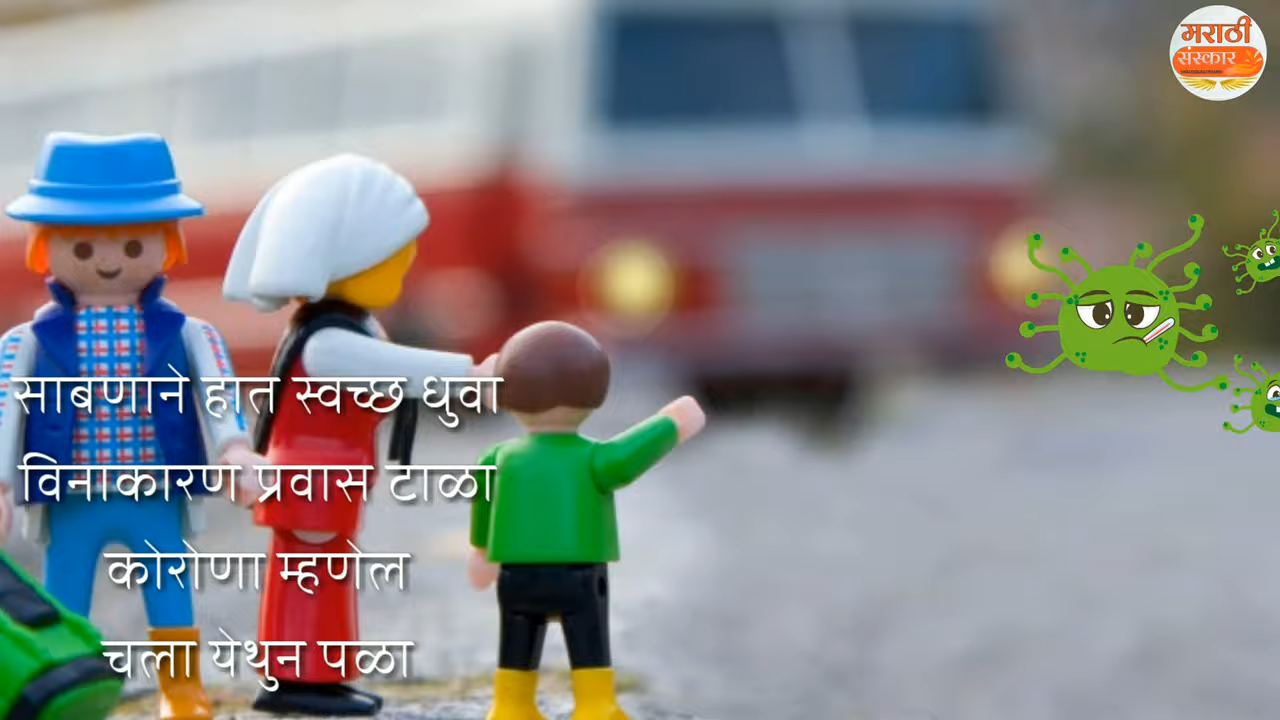 मराठी
संस्कार
साबणाने हात स्वच्छ धुवा
विनाकारण प्रवास टाळा
कोरोणा म्हणेल
चला येथुन पळा